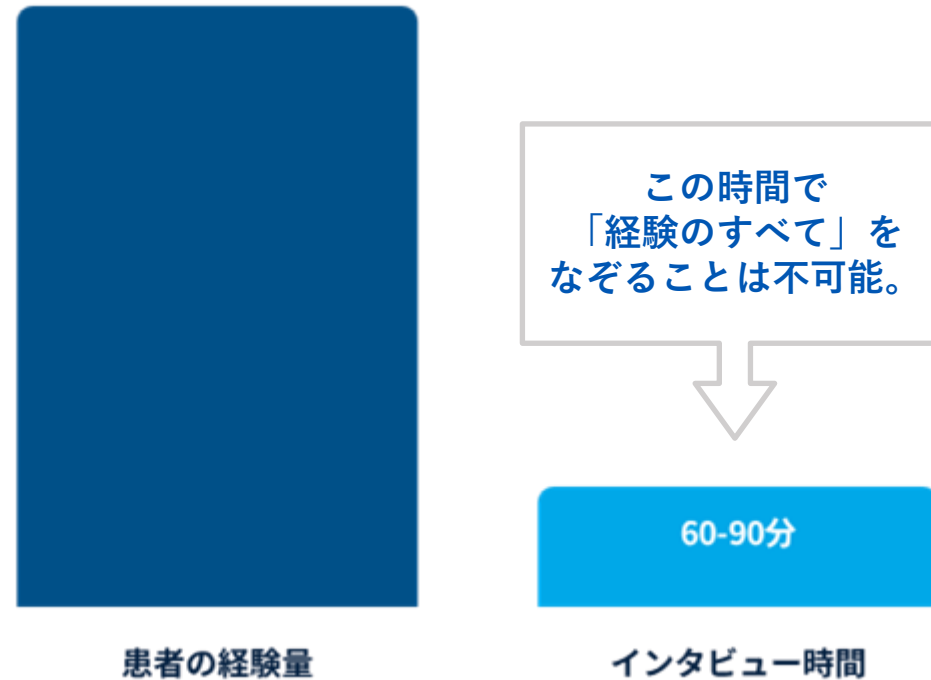 この時間で
「経験のすべて」を
なぞることは不可能。
60-90分
患者の経験量
インタビュー時間